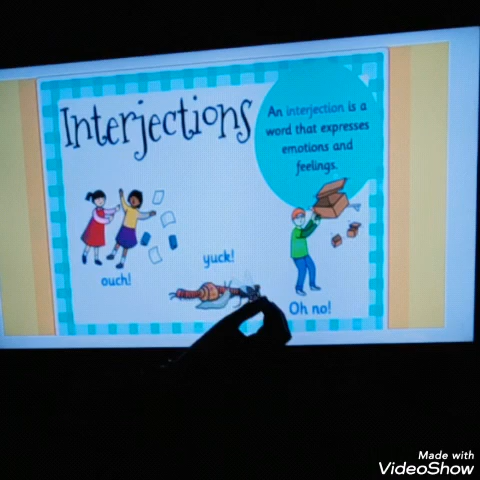 Interjections
An interjection is a
word that expresses
emotions and
feelings.
ouch!
yuck!
Oh no!
Made with
VideoShow